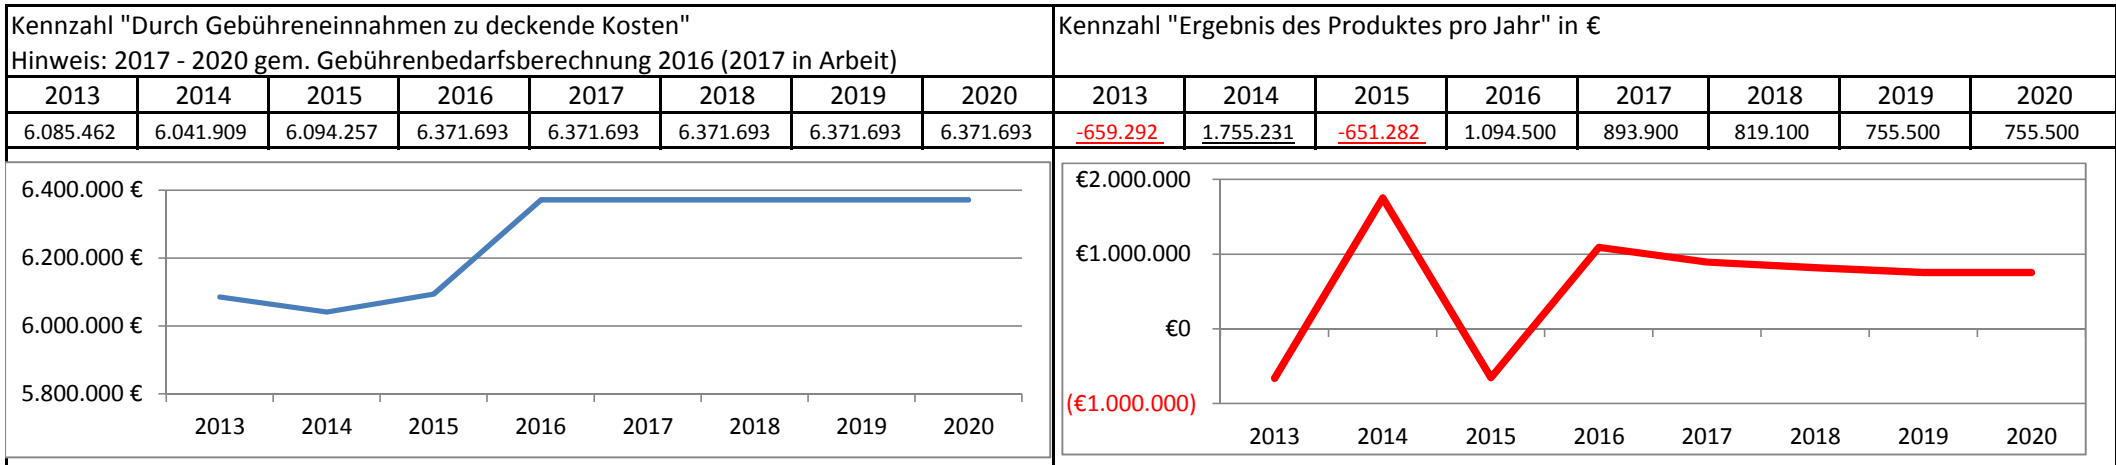 Kennzahl "Durch Gebühreneinnahmen zu deckende Kosten"
Hinweis: 2017 - 2020 gem. Gebührenbedarfsberechnung 2016 (2017 in Arbeit)
2013 2014 2015 2016 2017 2018 2019 2020
6.085.462 6.041.909 6.094.257 6.371.693 6.371.693 6.371.693 6.371.693 6.371.693
6.400.000 €
6.200.000 €
6.000.000 €
5.800.000 €
2013 2014 2015 2016 2017 2018 2019 2020
Kennzahl "Ergebnis des Produktes pro Jahr" in €
2013 2014 2015 2016 2017 2018 2019 2020
-659.292 1.755.231 -651.282 1.094.500 893.900 819.100 755.500 755.500
€2.000.000
€1.000.000
€0
(€1.000.000)
2013 2014 2015 2016 2017 2018 2019 2020